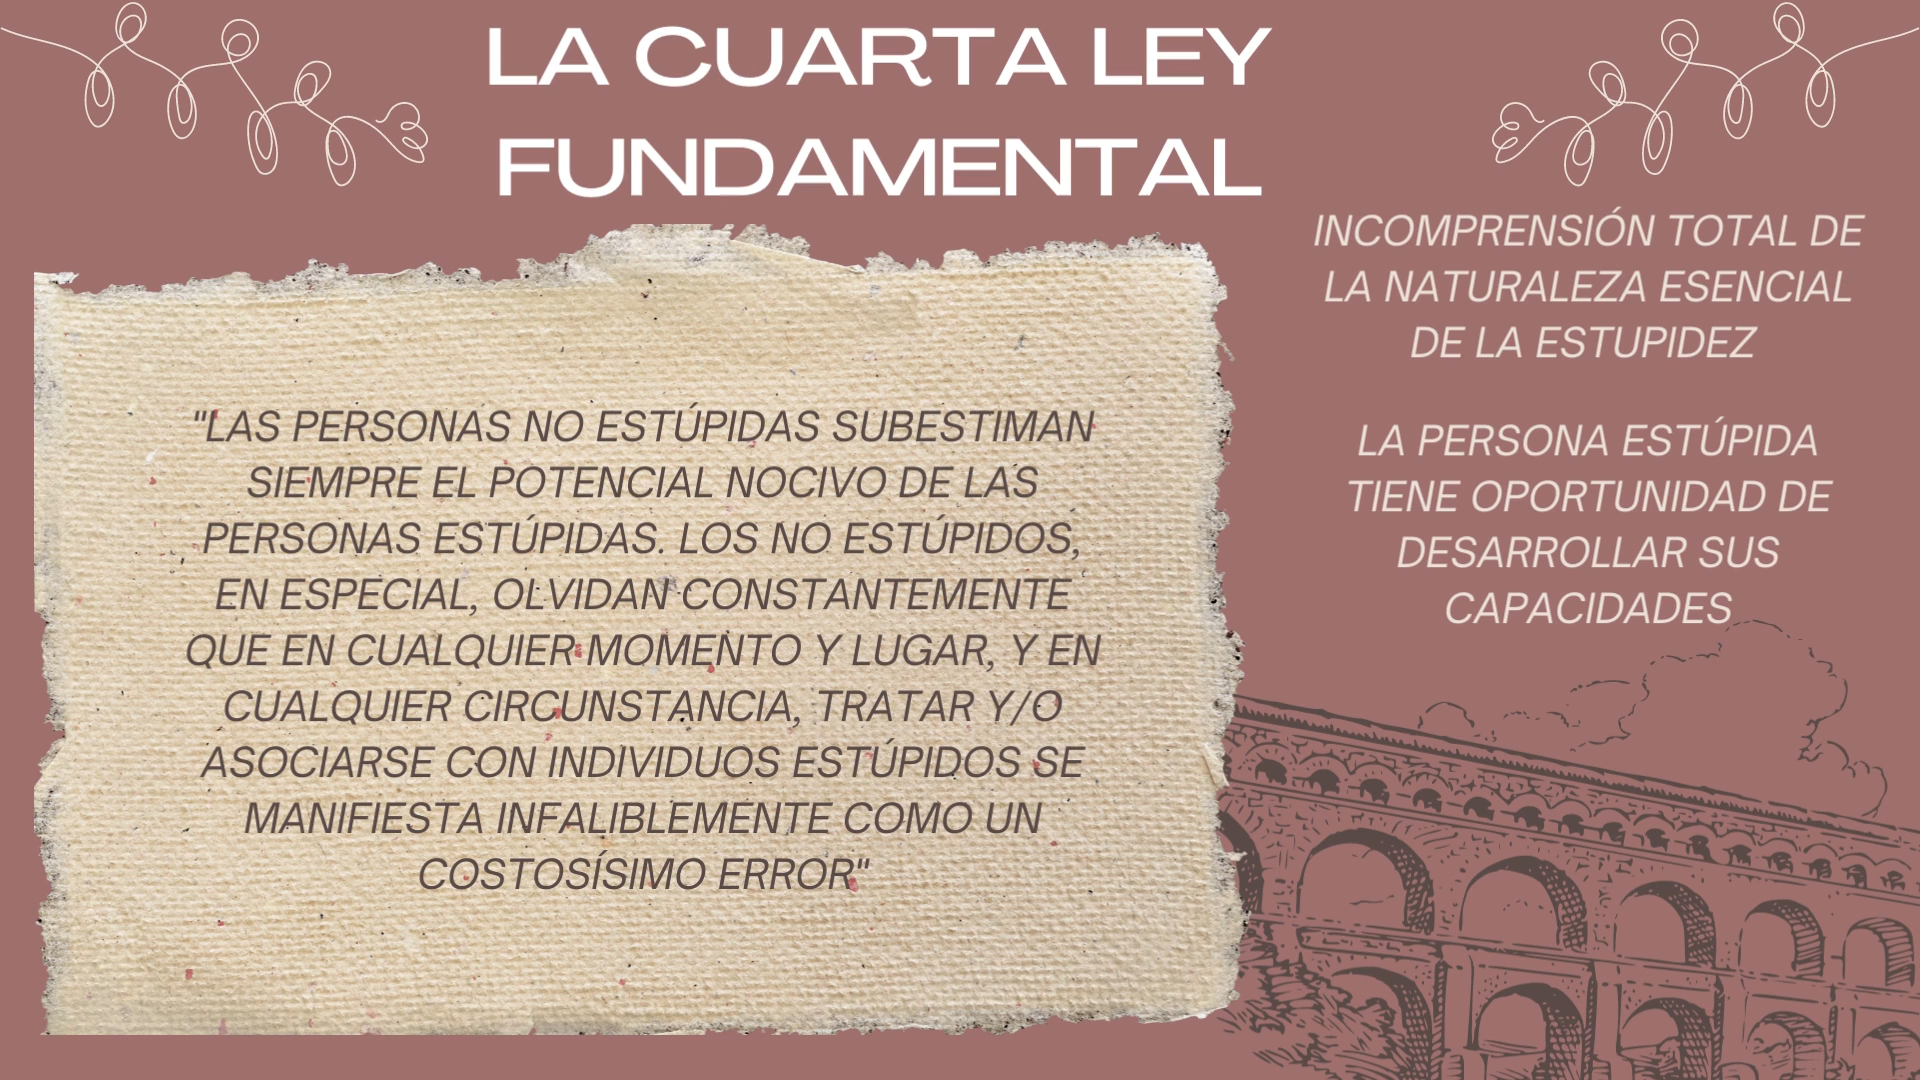 LA CUARTA LEY
FUNDAMENTAL
"LAS PERSONAS NO ESTÚPIDAS SUBESTIMAN
SIEMPRE EL POTENCIAL NOCIVO DE LAS
PERSONAS ESTÚPIDAS. LOS NO ESTÚPIDOS,
EN ESPECIAL, OLVIDAN CONSTANTEMENTE
QUE EN CUALQUIER MOMENTO Y LUGAR, Y EN
CUALQUIER CIRCUNSTANCIA, TRATAR Y/O
ASOCIARSE CON INDIVIDUOS ESTÚPIDOS SE
MANIFIESTA INFALIBLEMENTE COMO UN
COSTOSÍSIMO ERROR"
INCOMPRENSIÓN TOTAL DE
LA NATURALEZA ESENCIAL
DE LA ESTUPIDEZ
LA PERSONA ESTÚPIDA
TIENE OPORTUNIDAD DE
DESARROLLAR SUS
CAPACIDADES